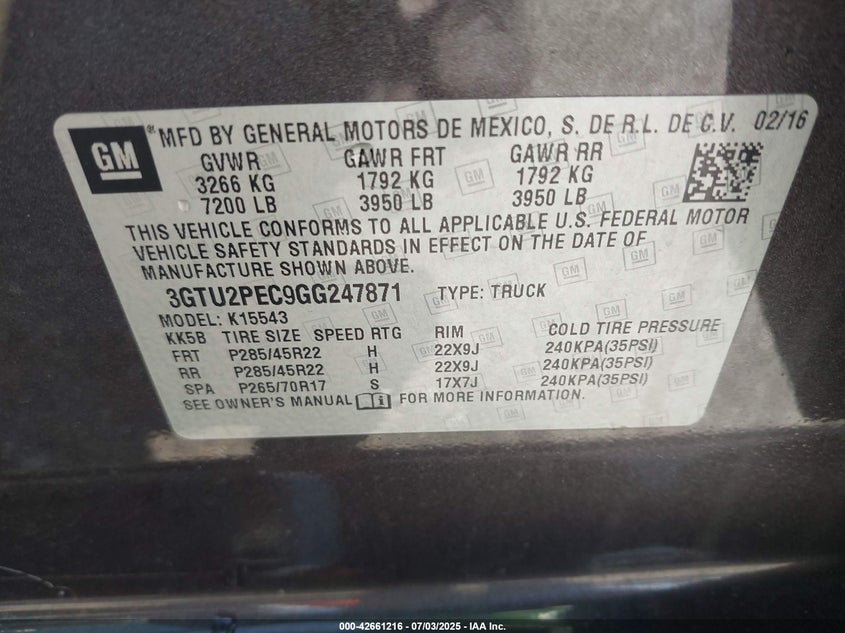 GM
® MFD BY GENERAL MOTORS DE MEXICO, S. DE R.L. DE C.V. 02/16
GVWR GAWR FRT GAWR RR
3266 KG 1792 KG 1792 KG
7200 LB 3950 LB 3950 LB
THIS VEHICLE CONFORMS TO ALL APPLICABLE U.S. FEDERAL MOTOR
VEHICLE SAFETY STANDARDS IN EFFECT ON THE DATE OF
MANUFACTURE SHOWN ABOVE.
3GTU2PEC9GG247871 TYPE: TRUCK
MODEL: K15543
KK5B TIRE SIZE SPEED RTG RIM COLD TIRE PRESSURE
FRT P285/45R22 H 22X9J 240KPA(35PSI)
RR P285/45R22 H 22X9J 240KPA(35PSI)
SPA P265/70R17 S 17X7J 240KPA(35PSI)
SEE OWNER'S MANUAL FOR MORE INFORMATION.
000-42661216 - 07/03/2025 - IAA Inc.